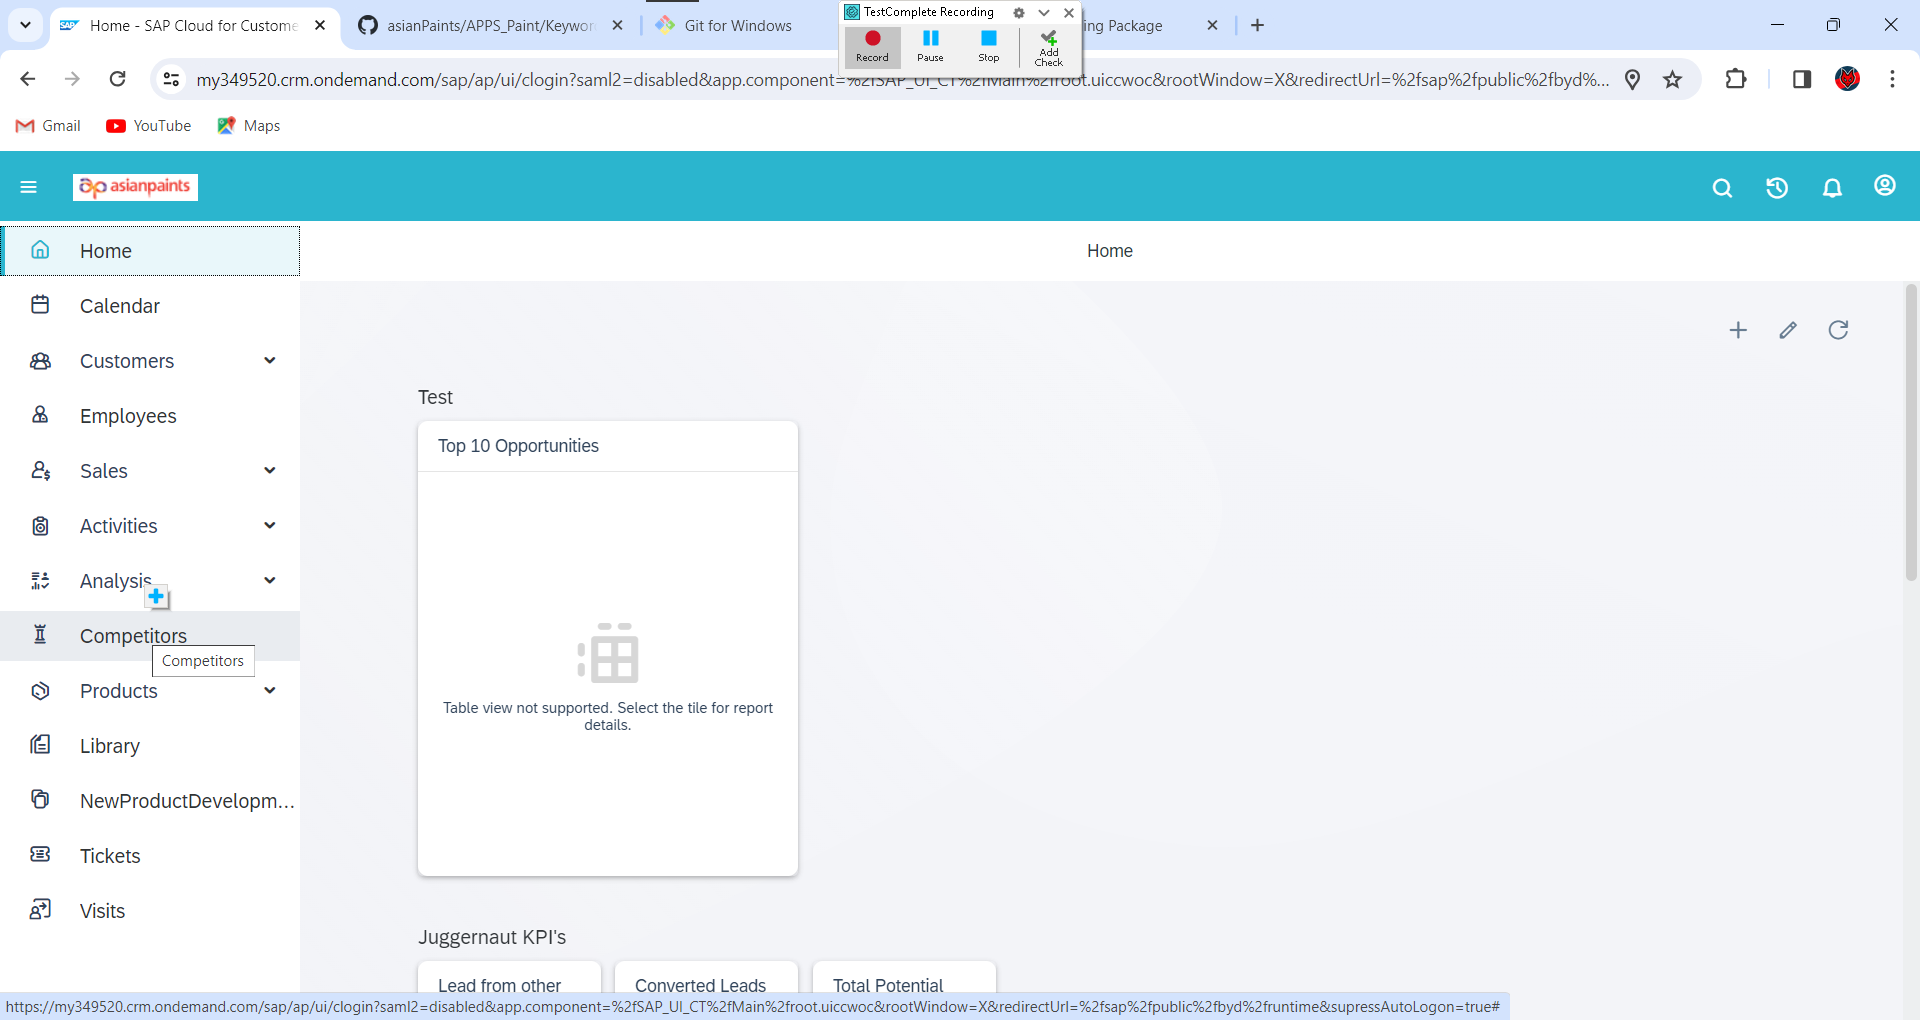 Home - SAP Cloud for Custome
asianPaints/APPS_Paint/Keywor
Git for Windows
TestComplete Recording
ing Package
Record
Pause
Stop
Add
Check
my349520.crm.ondemand.com/sap/ap/ui/clogin?saml2=disabled&app.component=%2fSAP_UI_CT%2fMain%2froot.uiccwoc&rootWindow=X&redirectUrl=%2fsap%2fpublic%2fbyd%...
Gmail
YouTube
Maps
asianpaints
Home
Home
Calendar
Customers
Employees
Sales
Activities
Analysis
Competitors
Competitors
Products
Library
NewProductDevelopm...
Tickets
Visits
Test
Top 10 Opportunities
Table view not supported. Select the tile for report
details.
Juggernaut KPI's
Lead from other
Converted Leads
Total Potential
https://my349520.crm.ondemand.com/sap/ap/ui/clogin?saml2=disabled&app.component=%2fSAP_UI_CT%2fMain%2froot.uiccwoc&rootWindow=X&redirectUrl=%2fsap%2fpublic%2fbyd%2fruntime&supressAutoLogon=true#